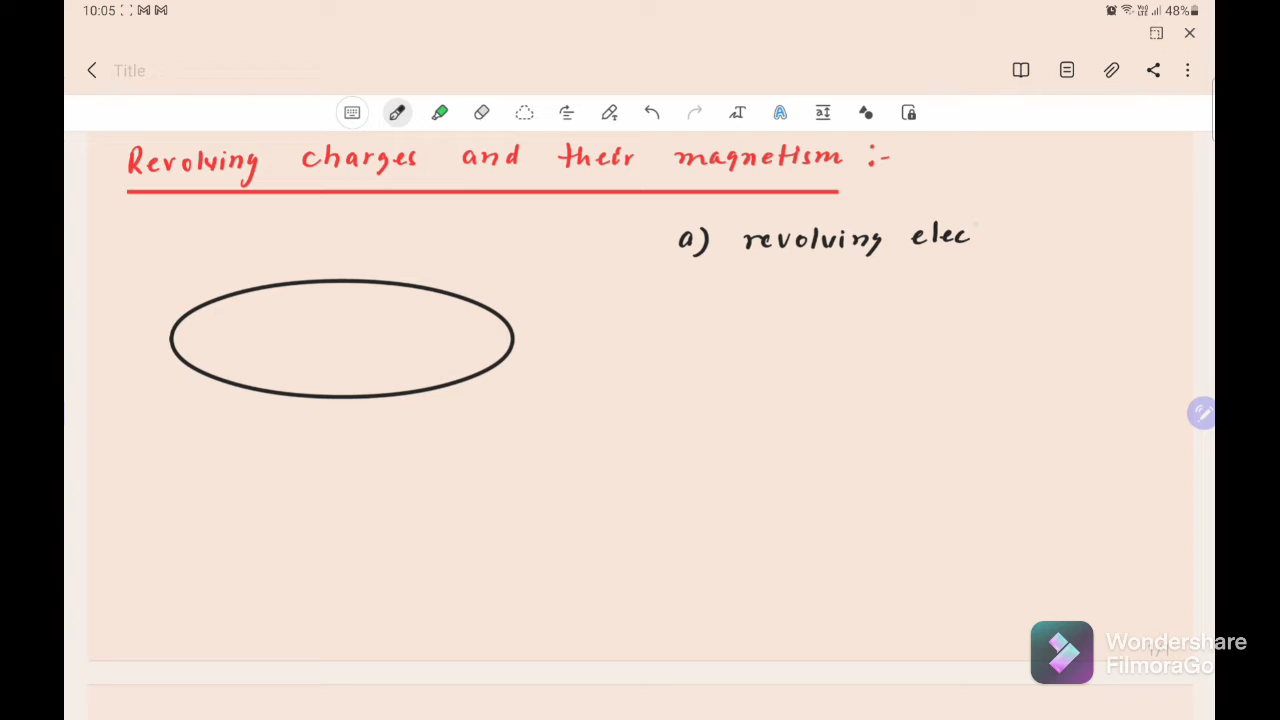 10:05
48%
Title
Revolving charges and their magnetism :-
a) revolving elec
Wondershare
FilmoraGo